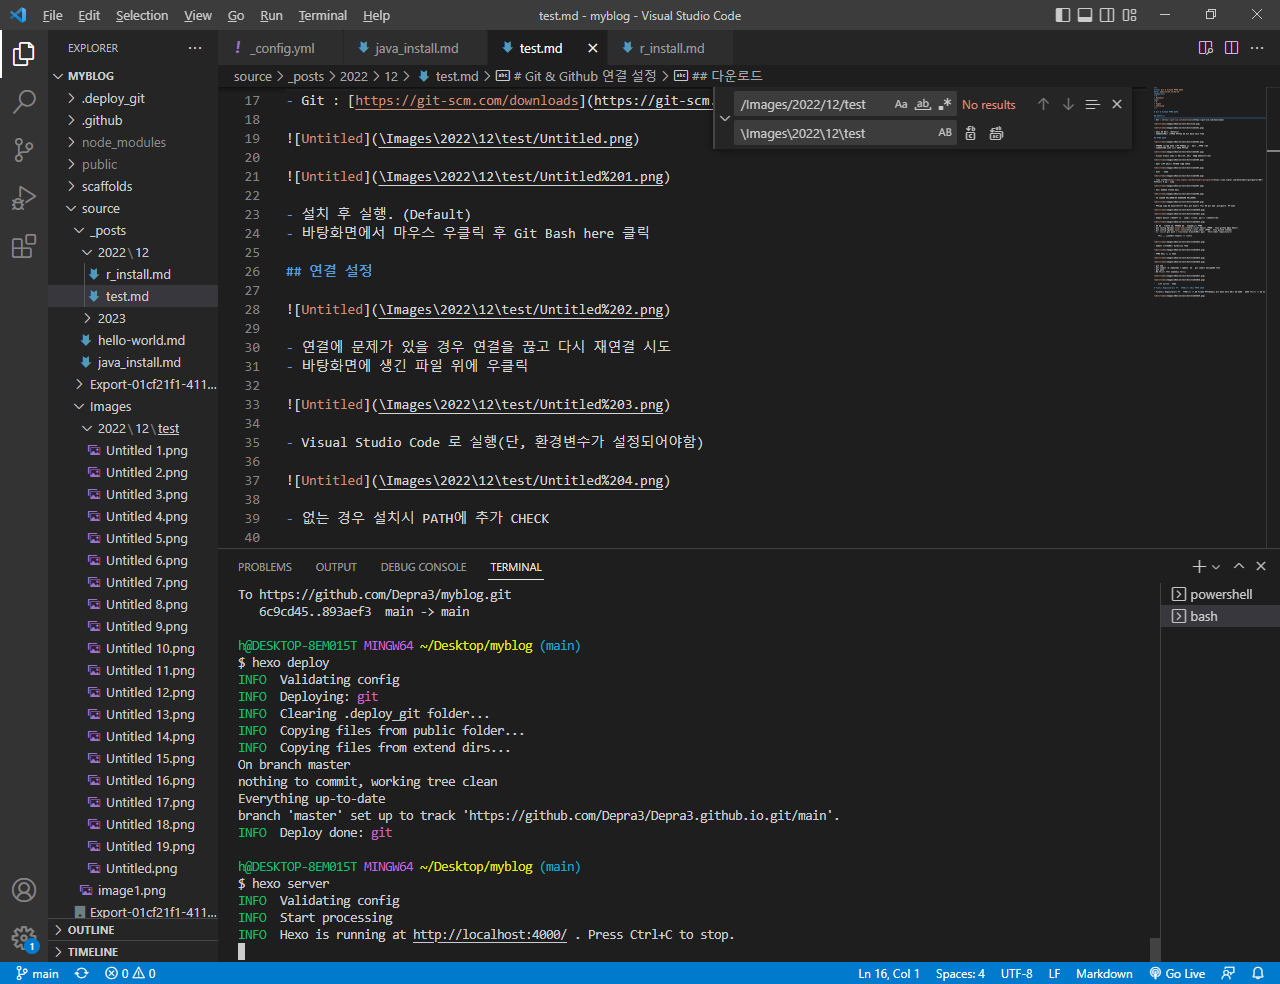 File Edit Selection View Go Run Terminal Help
test.md - myblog - Visual Studio Code
EXPLORER
MYBLOG
.deploy_git
.github
node_modules
public
scaffolds
source
_posts
2022 \ 12
r_install.md
test.md
2023
hello-world.md
java_install.md
Export-01cf21f1-411...
Images
2022 \ 12 \ test
Untitled 1.png
Untitled 2.png
Untitled 3.png
Untitled 4.png
Untitled 5.png
Untitled 6.png
Untitled 7.png
Untitled 8.png
Untitled 9.png
Untitled 10.png
Untitled 11.png
Untitled 12.png
Untitled 13.png
Untitled 14.png
Untitled 15.png
Untitled 16.png
Untitled 17.png
Untitled 18.png
Untitled 19.png
Untitled.png
image1.png
Export-01cf21f1-411...
OUTLINE
TIMELINE
! _config.yml
java_install.md
test.md
r_install.md
source > _posts > 2022 > 12 > test.md > # Git & Github 연결 설정 > ## 다운로드
/Images/2022/12/test Aa ab .* No results
\Images\2022\12\test AB
17 - Git : [https://git-scm.com/downloads](https://git-scm.
18
19 ![Untitled](\Images\2022\12\test/Untitled.png)
20
21 ![Untitled](\Images\2022\12\test/Untitled%201.png)
22
23 - 설치 후 실행. (Default)
24 - 바탕화면에서 마우스 우클릭 후 Git Bash here 클릭
25
26 ## 연결 설정
27
28 ![Untitled](\Images\2022\12\test/Untitled%202.png)
29
30 - 연결에 문제가 있을 경우 연결을 끊고 다시 재연결 시도
31 - 바탕화면에 생긴 파일 위에 우클릭
32
33 ![Untitled](\Images\2022\12\test/Untitled%203.png)
34
35 - Visual Studio Code 로 실행(단, 환경변수가 설정되어야함)
36
37 ![Untitled](\Images\2022\12\test/Untitled%204.png)
38
39 - 없는 경우 설치시 PATH에 추가 CHECK
40
PROBLEMS OUTPUT DEBUG CONSOLE TERMINAL
powershell
bash
To https://github.com/Depra3/myblog.git
6c9cd45..893aef3 main -> main
h@DESKTOP-8EM015T MINGW64 ~/Desktop/myblog (main)
$ hexo deploy
INFO Validating config
INFO Deploying: git
INFO Clearing .deploy_git folder...
INFO Copying files from public folder...
INFO Copying files from extend dirs...
On branch master
nothing to commit, working tree clean
Everything up-to-date
branch 'master' set up to track 'https://github.com/Depra3/Depra3.github.io.git/main'.
INFO Deploy done: git
h@DESKTOP-8EM015T MINGW64 ~/Desktop/myblog (main)
$ hexo server
INFO Validating config
INFO Start processing
INFO Hexo is running at http://localhost:4000/ . Press Ctrl+C to stop.
1
main 0 0
Ln 16, Col 1 Spaces: 4 UTF-8 LF Markdown Go Live